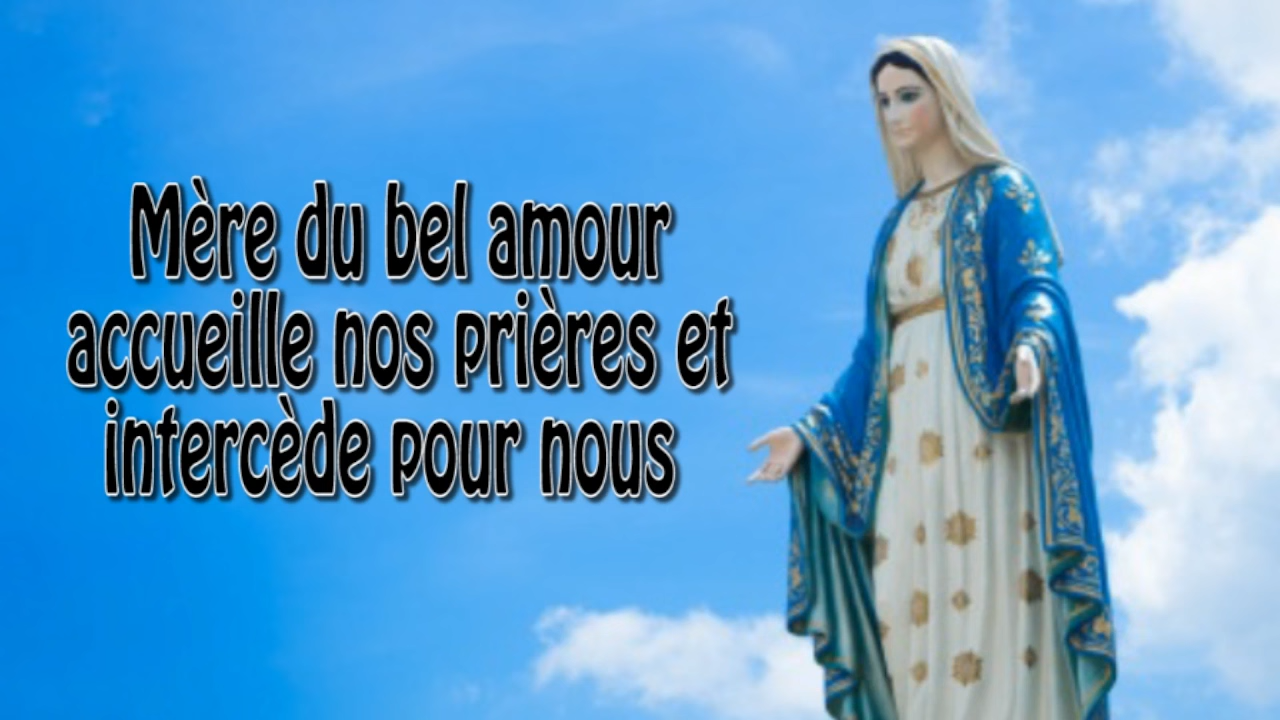 Mère du bel amour
accueille nos prières et
intercède pour nous